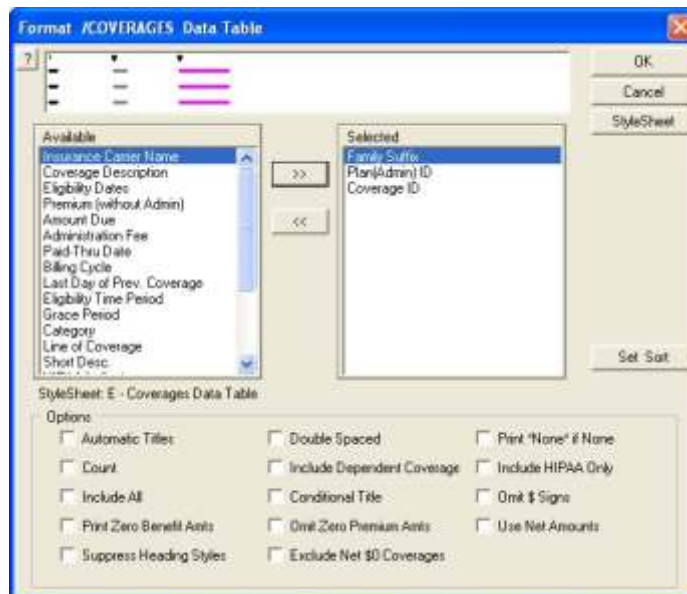 Format /COVERAGES Data Table
?
OK
Cancel
StyleSheet
Available
Insurance Carrier Name
Coverage Description
Eligibility Dates
Premium (without Admin)
Amount Due
Administration Fee
Paid-Thru Date
Billing Cycle
Last Day of Prev. Coverage
Eligibility Time Period
Grace Period
Category
Line of Coverage
Short Desc.
>>
<<
Selected
Family Suffix
Plan(Admin) ID
Coverage ID
Set Sort
StyleSheet: E - Coverages Data Table
Options
Automatic Titles
Double Spaced
Print "None" if None
Count
Include Dependent Coverage
Include HIPAA Only
Include All
Conditional Title
Omit $ Signs
Print Zero Benefit Amts
Omit Zero Premium Amts
Use Net Amounts
Suppress Heading Styles
Exclude Net $0 Coverages